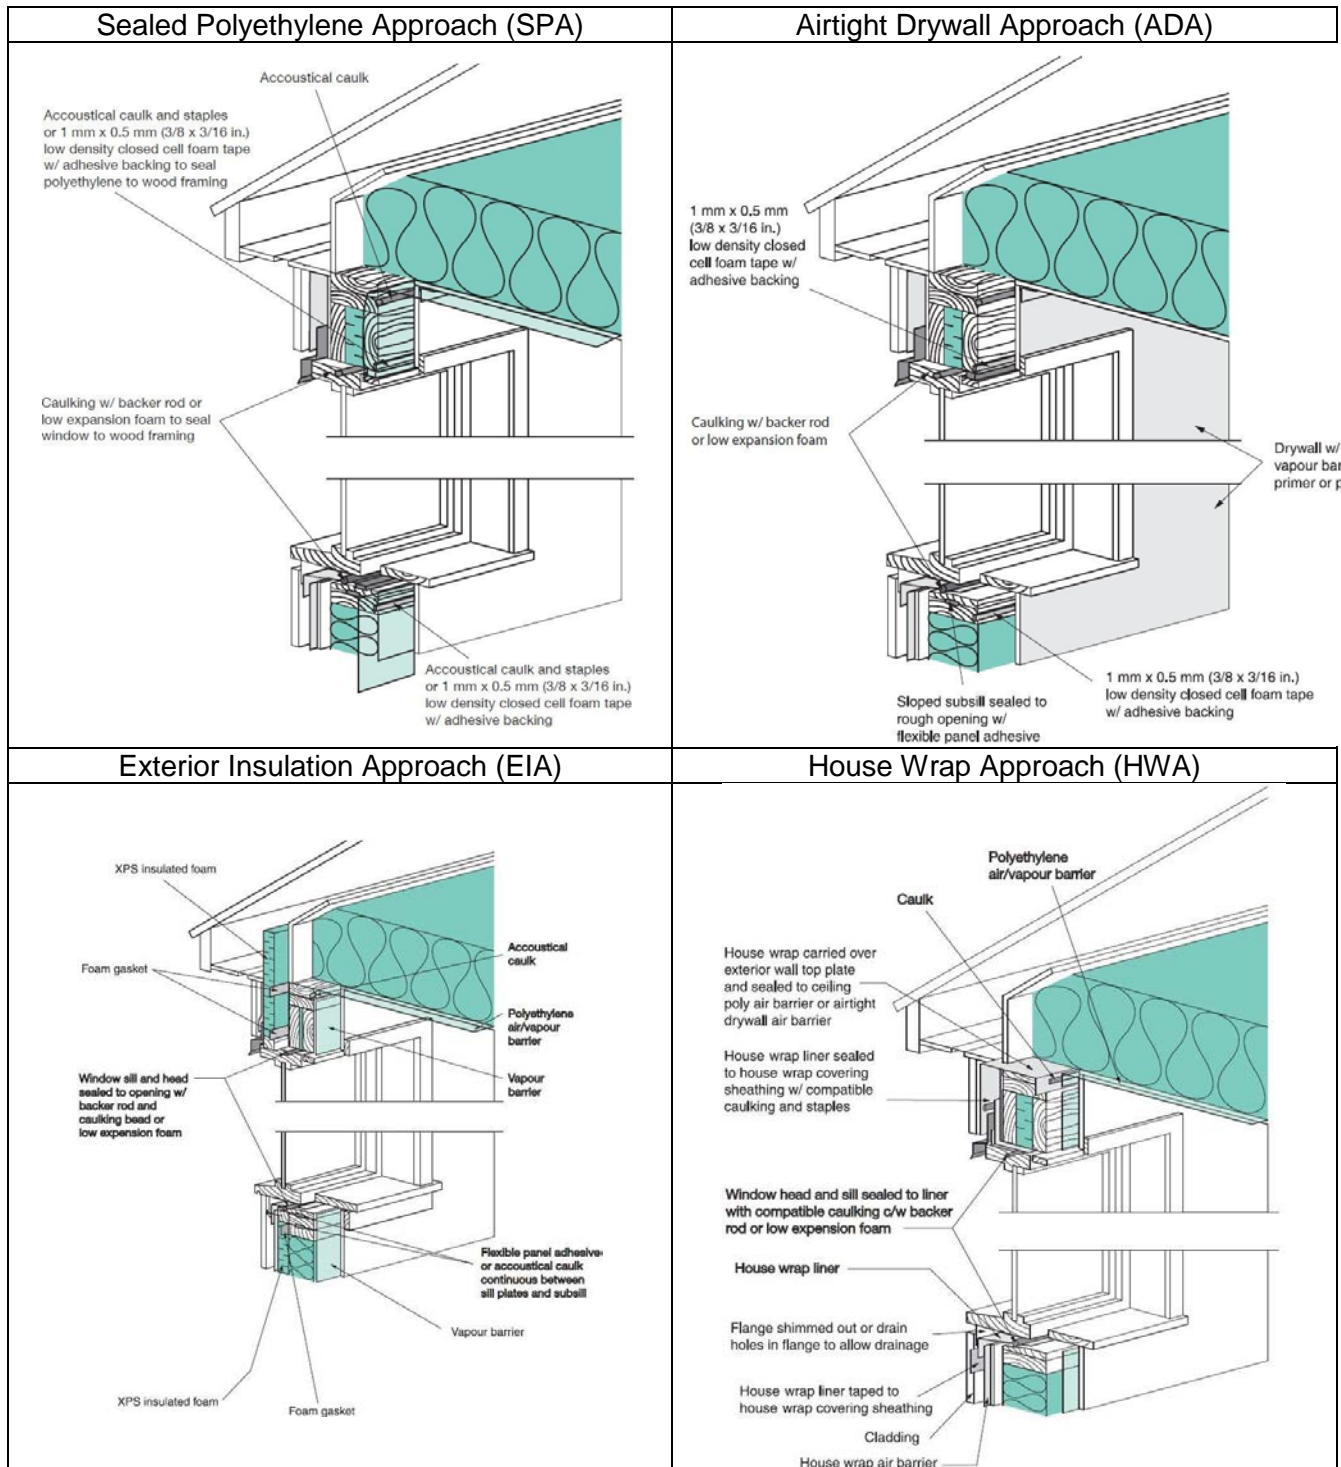 Sealed Polyethylene Approach (SPA)
Accoustical caulk
Accoustical caulk and staples
or 1 mm x 0.5 mm (3/8 x 3/16 in.)
low density closed cell foam tape
w/ adhesive backing to seal
polyethylene to wood framing
Caulking w/ backer rod or
low expansion foam to seal
window to wood framing
Accoustical caulk and staples
or 1 mm x 0.5 mm (3/8 x 3/16 in.)
low density closed cell foam tape
w/ adhesive backing
Airtight Drywall Approach (ADA)
1 mm x 0.5 mm
(3/8 x 3/16 in.)
low density closed
cell foam tape w/
adhesive backing
Caulking w/ backer rod
or low expansion foam
Drywall w/
vapour bar
primer or p
1 mm x 0.5 mm (3/8 x 3/16 in.)
low density closed cell foam tape
w/ adhesive backing
Sloped subsill sealed to
rough opening w/
flexible panel adhesive
Exterior Insulation Approach (EIA)
XPS insulated foam
Foam gasket
Accoustical
caulk
Polyethylene
air/vapour
barrier
Vapour
barrier
Window sill and head
sealed to opening w/
backer rod and
caulking bead or
low expension foam
Flexible panel adhesive
or accoustical caulk
continuous between
sill plates and subsill
Vapour barrier
XPS insulated foam
Foam gasket
House Wrap Approach (HWA)
Polyethylene
air/vapour barrier
Caulk
House wrap carried over
exterior wall top plate
and sealed to ceiling
poly air barrier or airtight
drywall air barrier
House wrap liner sealed
to house wrap covering
sheathing w/ compatible
caulking and staples
Window head and sill sealed to liner
with compatible caulking c/w backer
rod or low expension foam
House wrap liner
Flange shimmed out or drain
holes in flange to allow drainage
House wrap liner taped to
house wrap covering sheathing
Cladding
House wrap air barrier